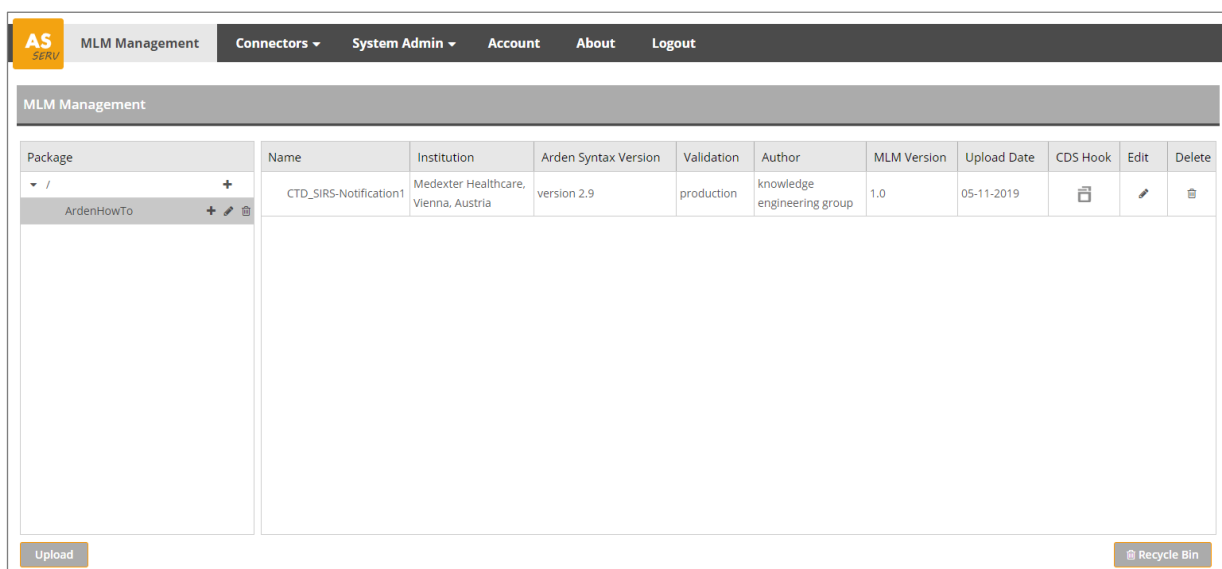 AS
SERV
MLM Management Connectors System Admin Account About Logout
MLM Management
Package
/
ArdenHowTo
Name Institution Arden Syntax Version Validation Author MLM Version Upload Date CDS Hook Edit Delete
CTD_SIRS-Notification1 Medexter Healthcare, Vienna, Austria version 2.9 production knowledge engineering group 1.0 05-11-2019
Upload
Recycle Bin